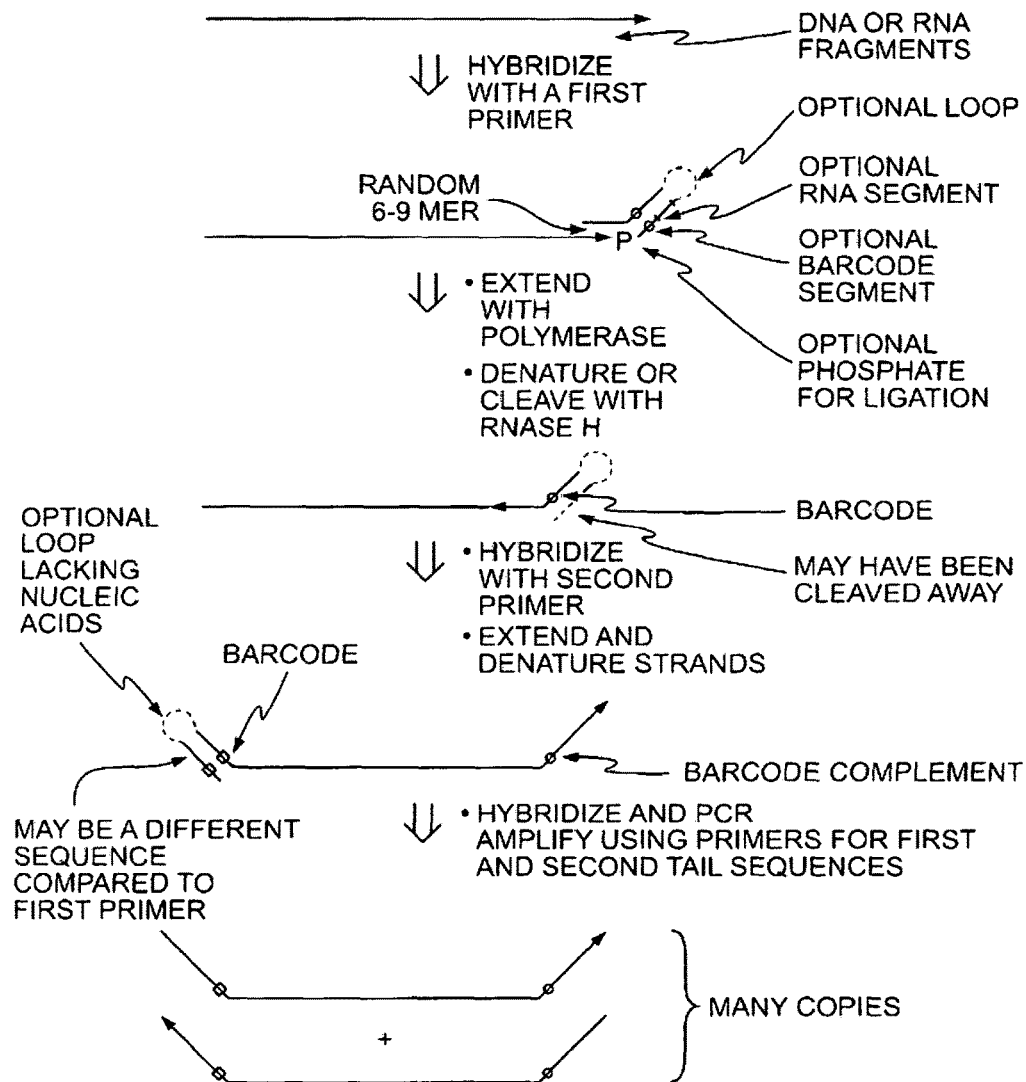 DNA OR RNA
FRAGMENTS
HYBRIDIZE
WITH A FIRST
PRIMER
OPTIONAL LOOP
OPTIONAL
RNA SEGMENT
RANDOM
6-9 MER
P
OPTIONAL
BARCODE
SEGMENT
• EXTEND
WITH
POLYMERASE
• DENATURE OR
CLEAVE WITH
RNASE H
OPTIONAL
PHOSPHATE
FOR LIGATION
BARCODE
MAY HAVE BEEN
CLEAVED AWAY
OPTIONAL
LOOP
LACKING
NUCLEIC
ACIDS
• HYBRIDIZE
WITH SECOND
PRIMER
• EXTEND AND
DENATURE STRANDS
BARCODE
BARCODE COMPLEMENT
MAY BE A DIFFERENT
SEQUENCE
COMPARED TO
FIRST PRIMER
• HYBRIDIZE AND PCR
AMPLIFY USING PRIMERS FOR FIRST
AND SECOND TAIL SEQUENCES
+
MANY COPIES